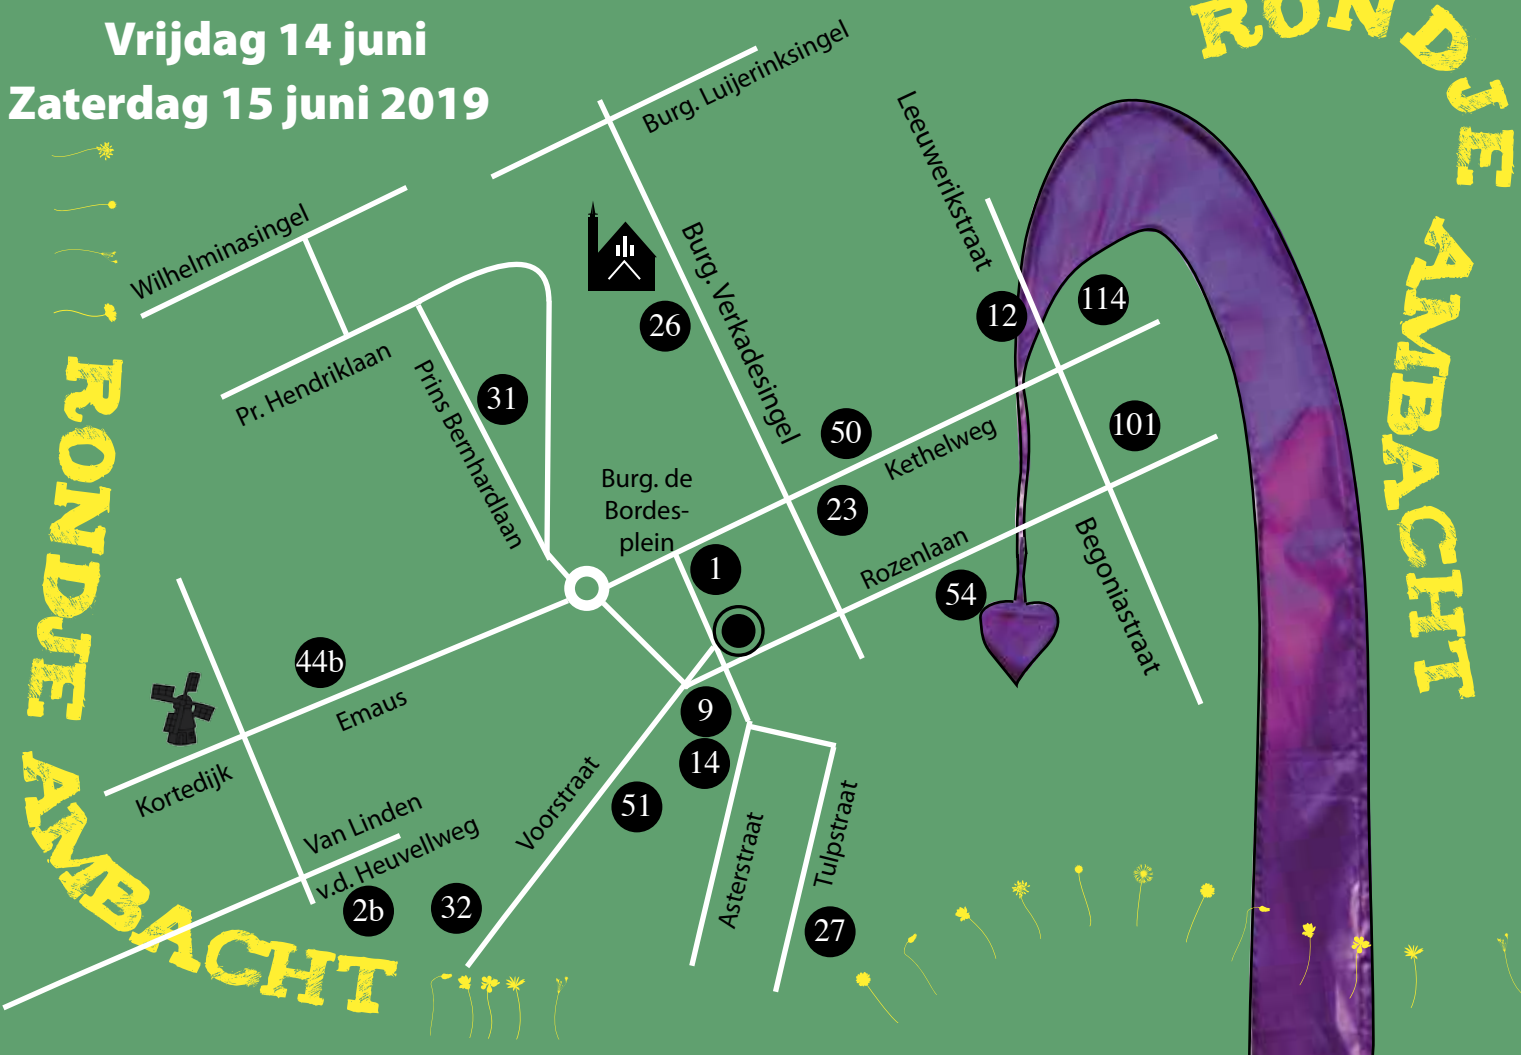 Vrijdag 14 juni
Zaterdag 15 juni 2019
RONDJE AMBACHT
Burg. Luijerinksingel
Leeuwerikstraat
Wilhelminasingel
Burg. Verkadesingel
26
12
114
Pr. Hendriklaan
Prins Bernhardlaan
31
50
Kethelweg
101
Burg. de
Bordes-
plein
23
Rozenlaan
1
54
Begoniastraat
RONDJE AMBACHT
44b
Emaus
9
14
Kortedijk
51
Voorstraat
Van Linden
v.d. Heuvellweg
2b
32
Asterstraat
Tulpstraat
27